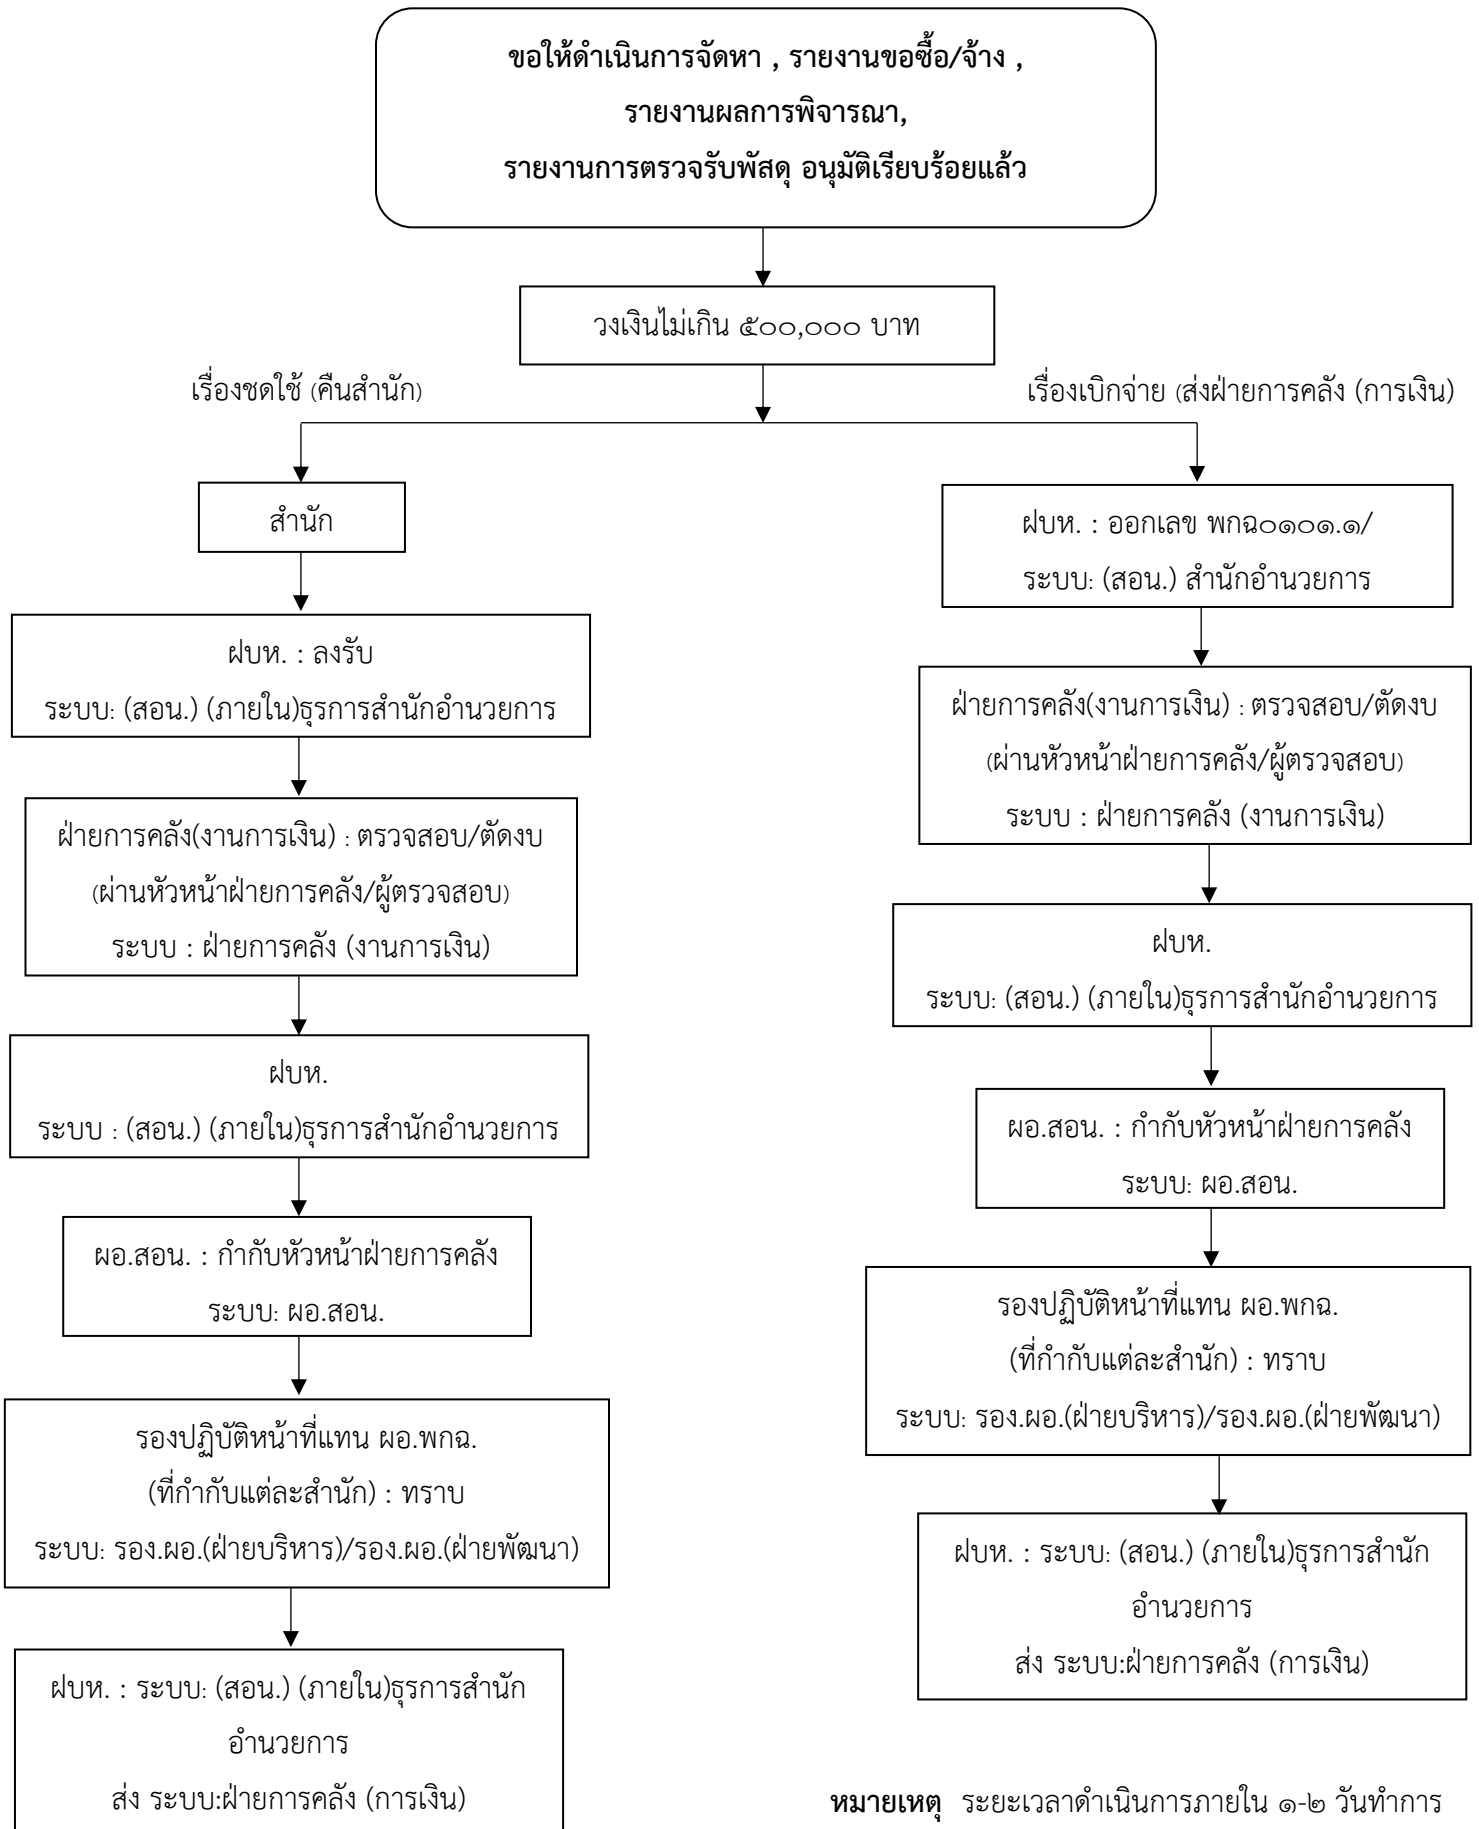 ขอให้ดำเนินการจัดหา , รายงานขอซื้อ/จ้าง ,
รายงานผลการพิจารณา,
รายงานการตรวจรับพัสดุ อนุมัติเรียบร้อยแล้ว
วงเงินไม่เกิน ๕๐๐,๐๐๐ บาท
เรื่องชดใช้ (คืนสำนัก)
สำนัก
ฝบห. : ลงรับ
ระบบ: (สอน.) (ภายใน)ธุรการสำนักอำนวยการ
ฝ่ายการคลัง(งานการเงิน) : ตรวจสอบ/ตัดงบ
(ผ่านหัวหน้าฝ่ายการคลัง/ผู้ตรวจสอบ)
ระบบ : ฝ่ายการคลัง (งานการเงิน)
ฝบห.
ระบบ : (สอน.) (ภายใน)ธุรการสำนักอำนวยการ
ผอ.สอน. : กำกับหัวหน้าฝ่ายการคลัง
ระบบ: ผอ.สอน.
รองปฏิบัติหน้าที่แทน ผอ.พกฉ.
(ที่กำกับแต่ละสำนัก) : ทราบ
ระบบ: รอง.ผอ.(ฝ่ายบริหาร)/รอง.ผอ.(ฝ่ายพัฒนา)
ฝบห. : ระบบ: (สอน.) (ภายใน)ธุรการสำนัก
อำนวยการ
ส่ง ระบบ:ฝ่ายการคลัง (การเงิน)
เรื่องเบิกจ่าย (ส่งฝ่ายการคลัง (การเงิน)
ฝบห. : ออกเลข พกฉ๐๑๐๑.๑/
ระบบ: (สอน.) สำนักอำนวยการ
ฝ่ายการคลัง(งานการเงิน) : ตรวจสอบ/ตัดงบ
(ผ่านหัวหน้าฝ่ายการคลัง/ผู้ตรวจสอบ)
ระบบ : ฝ่ายการคลัง (งานการเงิน)
ฝบห.
ระบบ: (สอน.) (ภายใน)ธุรการสำนักอำนวยการ
ผอ.สอน. : กำกับหัวหน้าฝ่ายการคลัง
ระบบ: ผอ.สอน.
รองปฏิบัติหน้าที่แทน ผอ.พกฉ.
(ที่กำกับแต่ละสำนัก) : ทราบ
ระบบ: รอง.ผอ.(ฝ่ายบริหาร)/รอง.ผอ.(ฝ่ายพัฒนา)
ฝบห. : ระบบ: (สอน.) (ภายใน)ธุรการสำนัก
อำนวยการ
ส่ง ระบบ:ฝ่ายการคลัง (การเงิน)
หมายเหตุ ระยะเวลาดำเนินการภายใน ๑-๒ วันทำการ